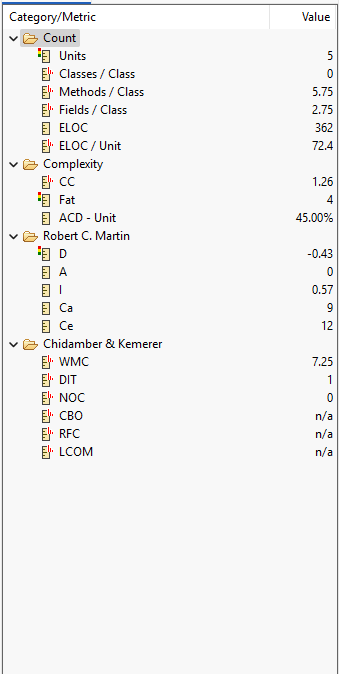 Category/Metric Value
Count
Units 5
Classes / Class 0
Methods / Class 5.75
Fields / Class 2.75
ELOC 362
ELOC / Unit 72.4
Complexity
CC 1.26
Fat 4
ACD - Unit 45.00%
Robert C. Martin
D -0.43
A 0
I 0.57
Ca 9
Ce 12
Chidamber & Kemerer
WMC 7.25
DIT 1
NOC 0
CBO n/a
RFC n/a
LCOM n/a